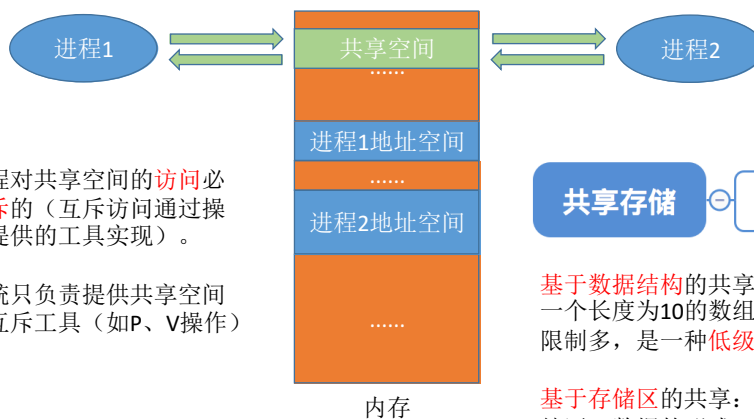 进程1
共享空间
进程2
......
进程1地址空间
......
进程2地址空间
......
内存
程对共享空间的访问必
斥的（互斥访问通过操
提供的工具实现）。
统只负责提供共享空间
互斥工具（如P、V操作）
共享存储
基于数据结构的共享
一个长度为10的数组
限制多，是一种低级
基于存储区的共享：